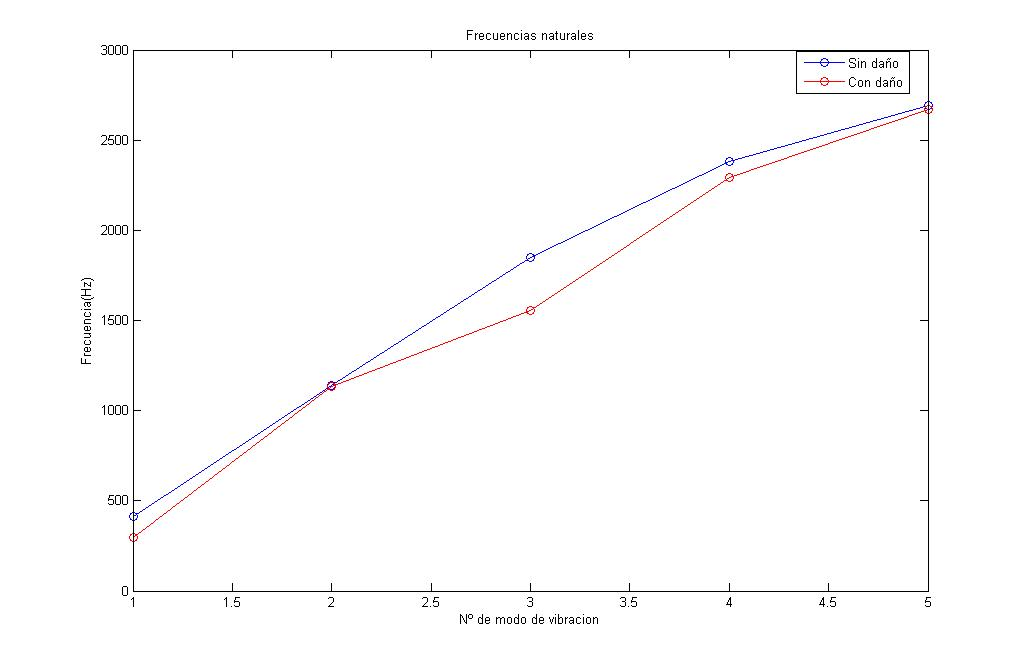 Frecuencias naturales
Sin daño
Con daño
3000
2500
2000
1500
1000
500
0
Frecuencia(Hz)
1 1.5 2 2.5 3 3.5 4 4.5 5
Nº de modo de vibracion